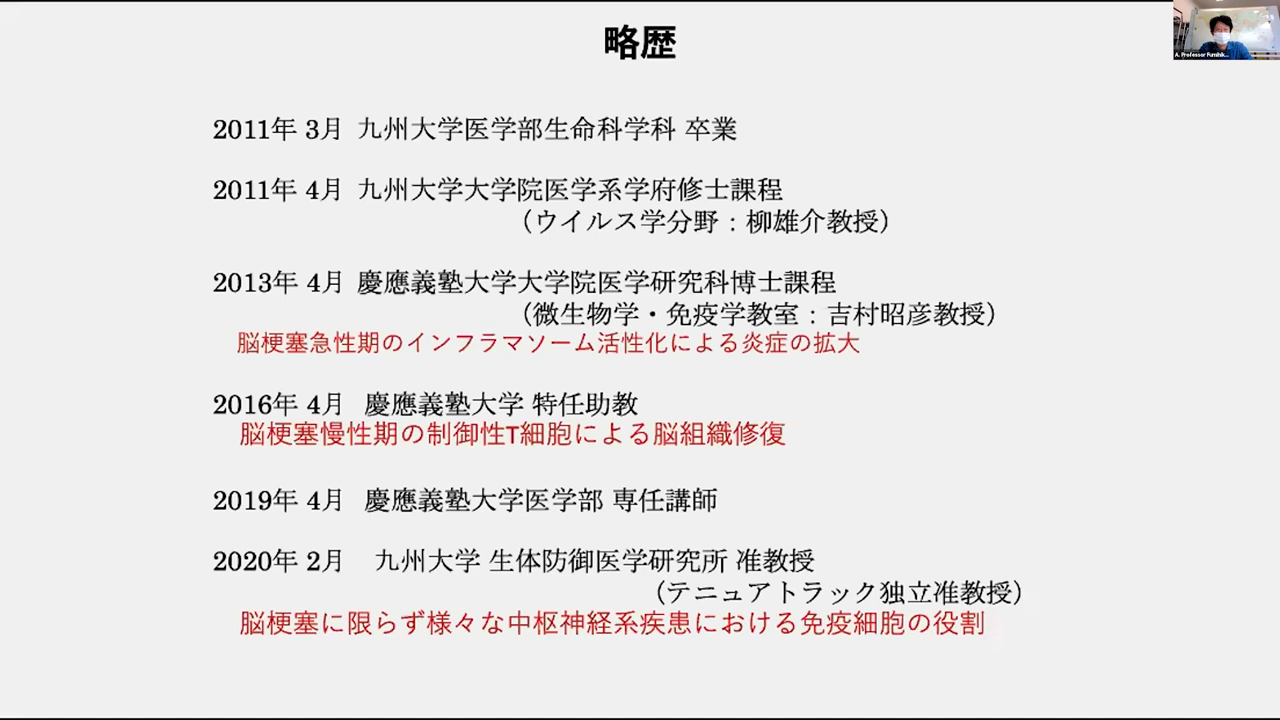 略歴
A. Professor Fumihik...
2011年 3月 九州大学医学部生命科学科 卒業
2011年 4月 九州大学大学院医学系学府修士課程
（ウイルス学分野：柳雄介教授）
2013年 4月 慶應義塾大学大学院医学研究科博士課程
（微生物学・免疫学教室：吉村昭彦教授）
脳梗塞急性期のインフラマソーム活性化による炎症の拡大
2016年 4月 慶應義塾大学 特任助教
脳梗塞慢性期の制御性T細胞による脳組織修復
2019年 4月 慶應義塾大学医学部 専任講師
2020年 2月 九州大学 生体防御医学研究所 准教授
（テニュアトラック独立准教授）
脳梗塞に限らず様々な中枢神経系疾患における免疫細胞の役割